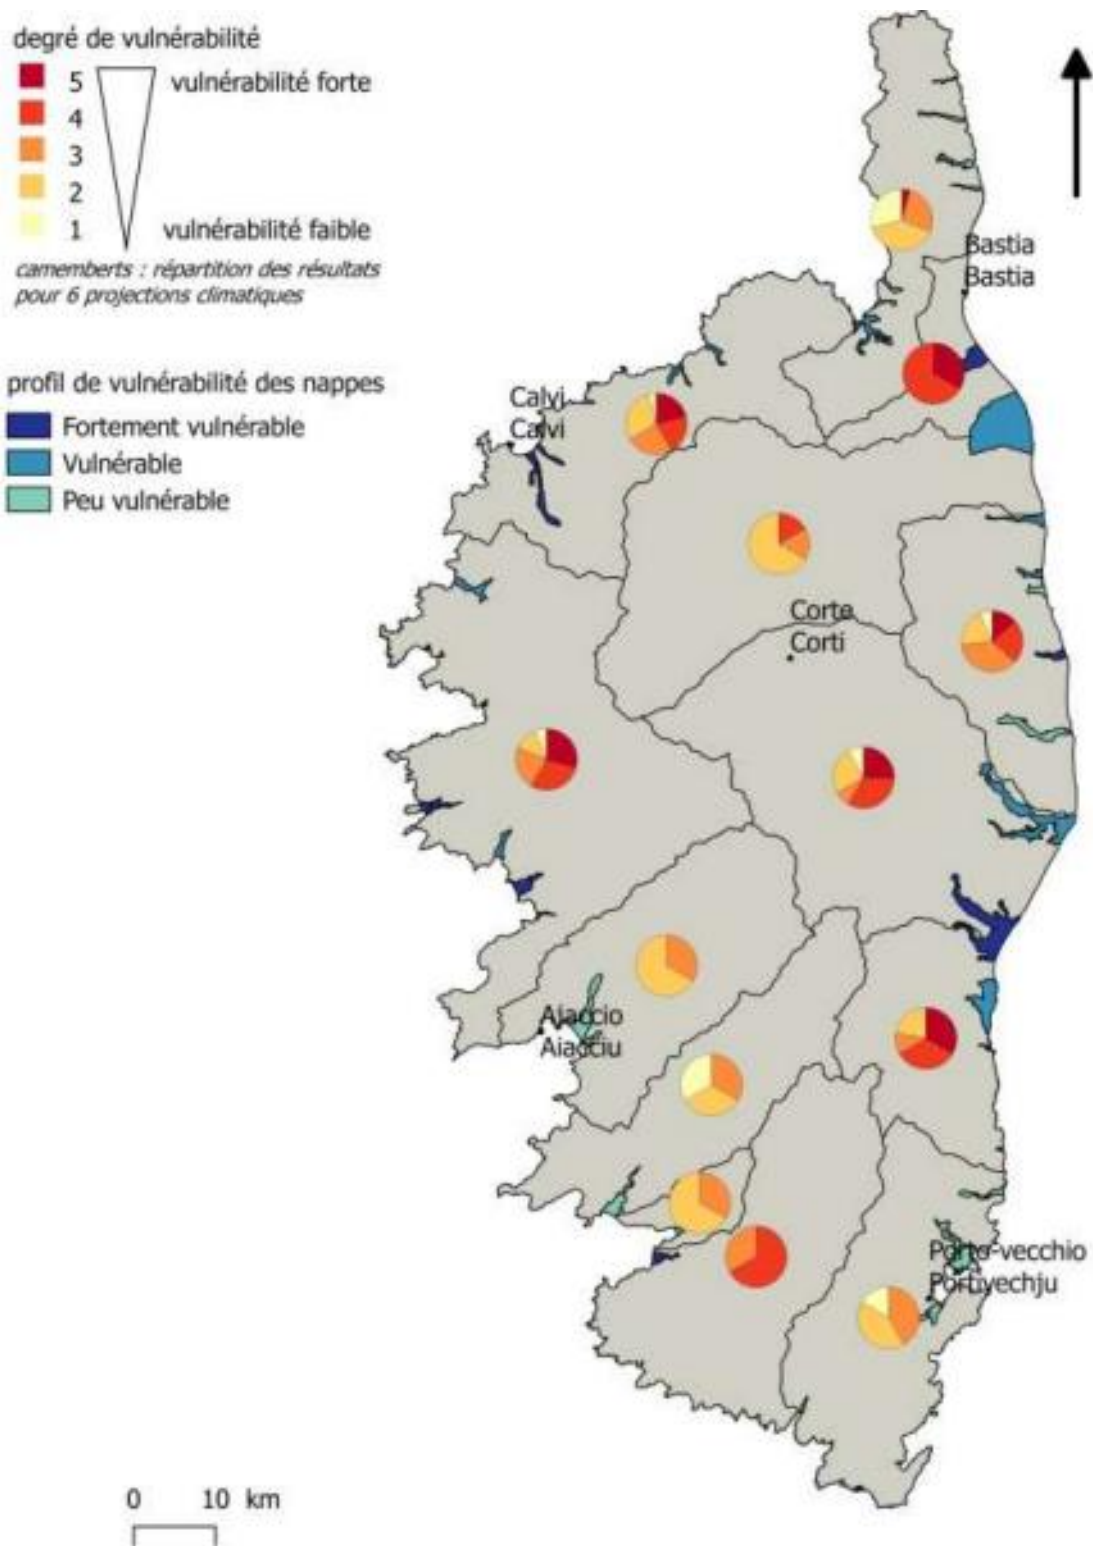 degré de vulnérabilité
5
vulnérabilité forte
4
3
2
1
vulnérabilité faible
camemberts : répartition des résultats
pour 6 projections climatiques
profil de vulnérabilité des nappes
Fortement vulnérable
Vulnérable
Peu vulnérable
Bastia
Bastia
Calvi
Calvi
Corte
Corti
Ajaccio
Aiacciu
Porto-vecchio
Portivechju
0 10 km